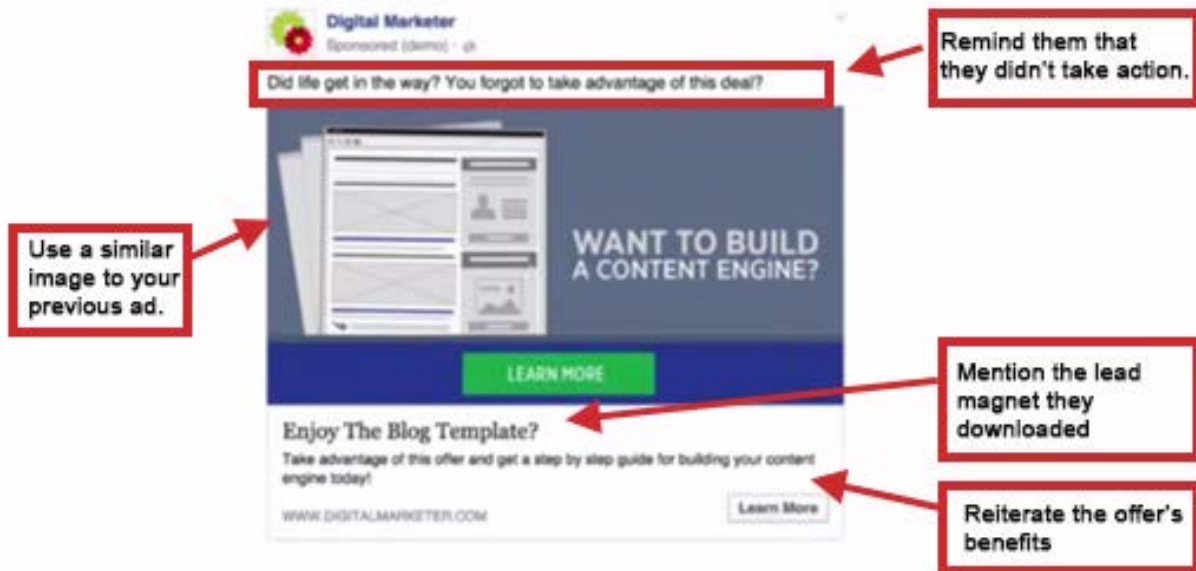 Digital Marketer
Sponsored (demo) ·
Did life get in the way? You forgot to take advantage of this deal?
Remind them that
they didn't take action.
Use a similar
image to your
previous ad.
WANT TO BUILD
A CONTENT ENGINE?
LEARN MORE
Mention the lead
magnet they
downloaded
Enjoy The Blog Template?
Take advantage of this offer and get a step by step guide for building your content
engine today!
WWW.DIGITALMARKETER.COM
Learn More
Reiterate the offer's
benefits